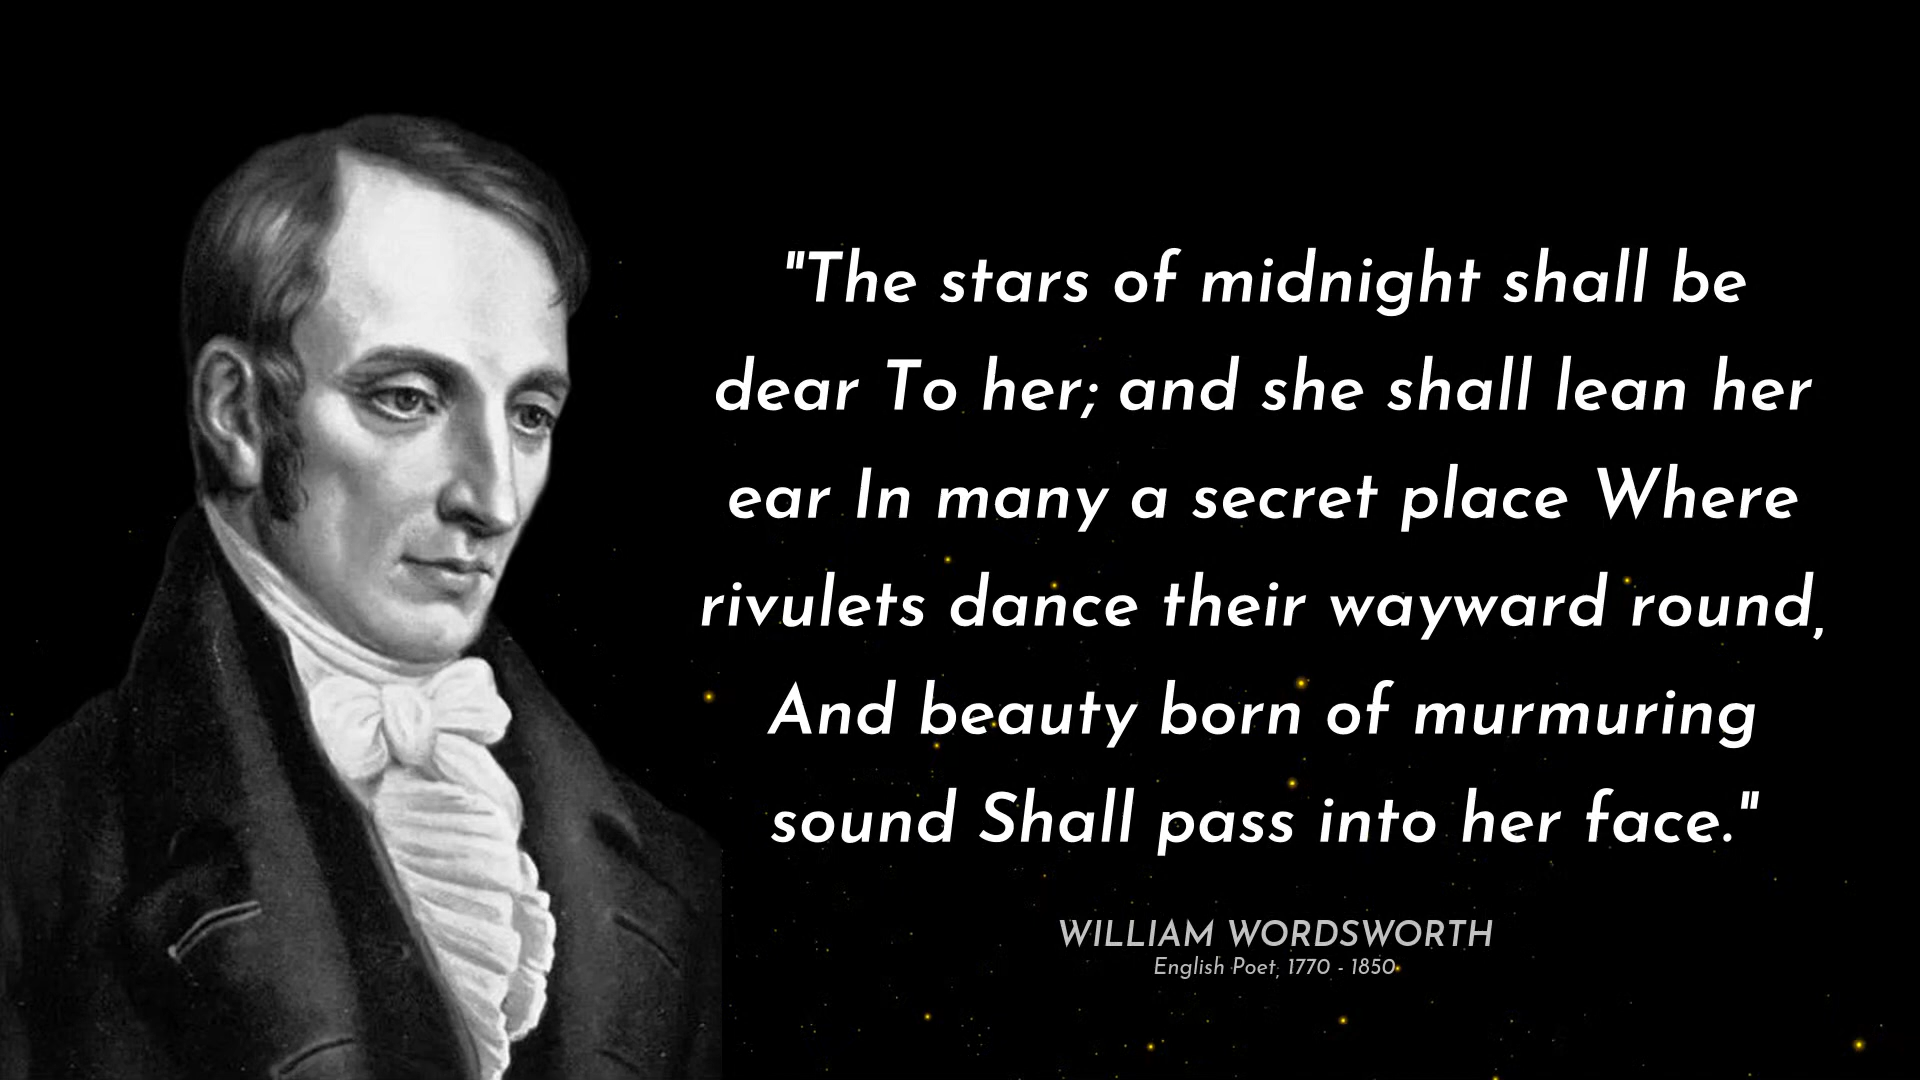 "The stars of midnight shall be
dear To her; and she shall lean her
ear In many a secret place Where
rivulets dance their wayward round,
And beauty born of murmuring
sound Shall pass into her face."
WILLIAM WORDSWORTH
English Poet, 1770 - 1850